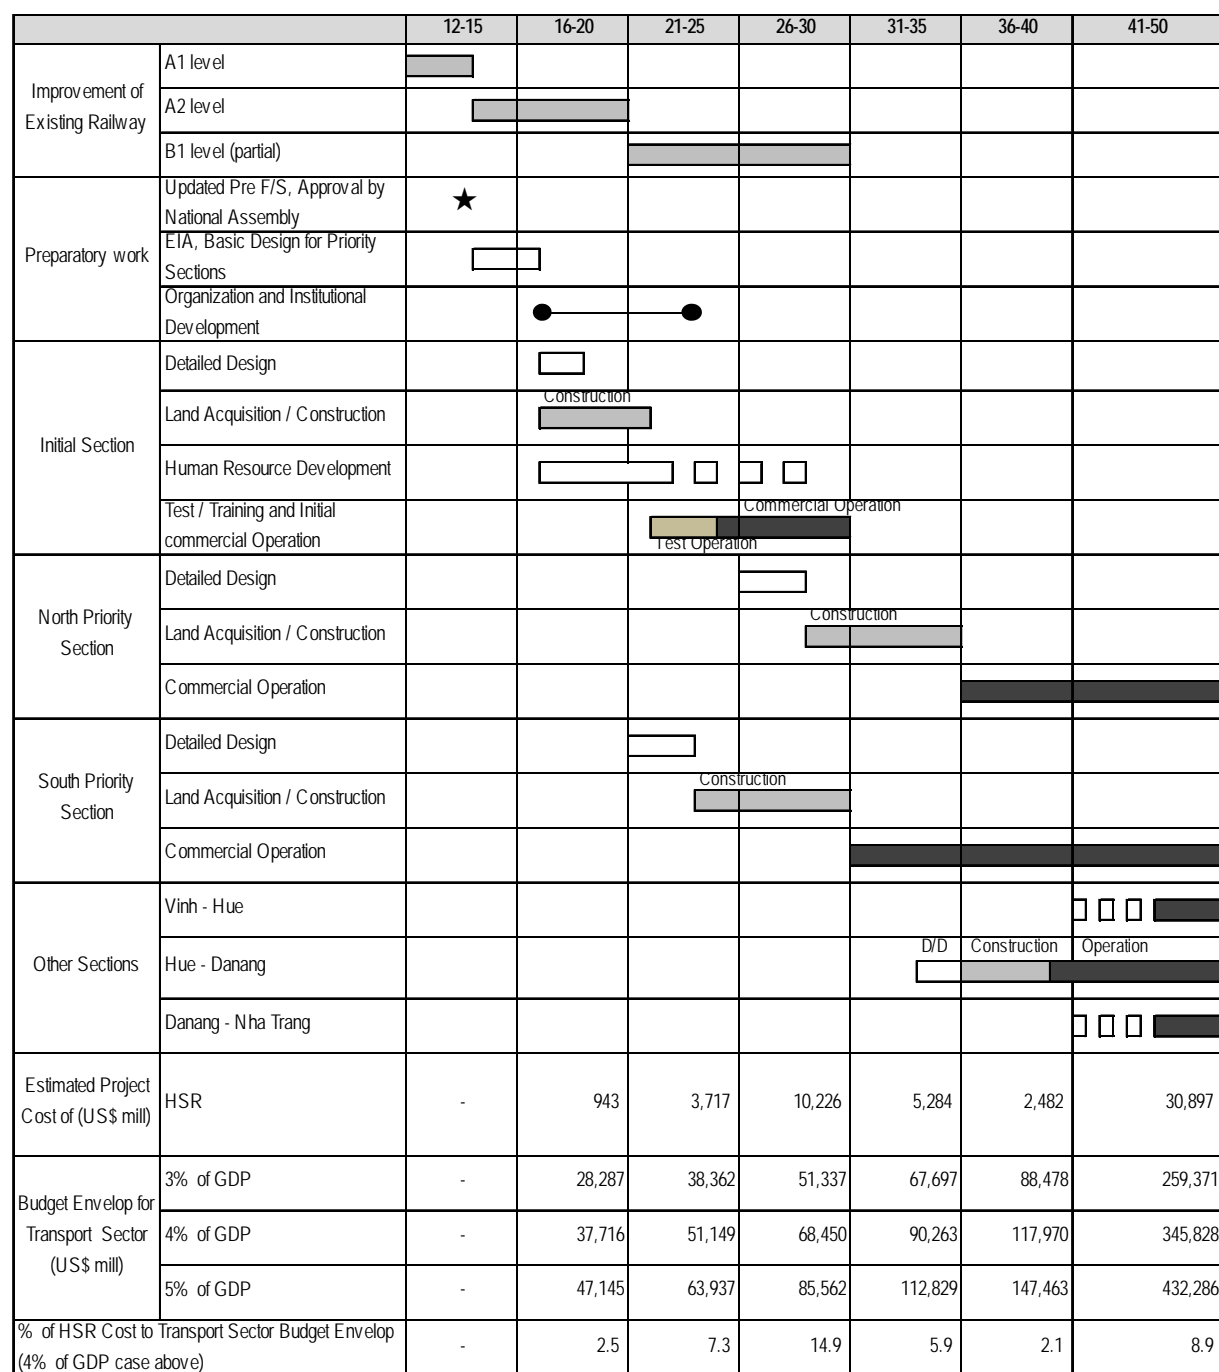 12-15 16-20 21-25 26-30 31-35 36-40 41-50
Improvement of
Existing Railway
A1 level
A2 level
B1 level (partial)
Preparatory work
Updated Pre F/S, Approval by
National Assembly
EIA, Basic Design for Priority
Sections
Organization and Institutional
Development
Initial Section
Detailed Design
Land Acquisition / Construction
Construction
Human Resource Development
Test / Training and Initial
commercial Operation
Commercial Operation
Test Operation
North Priority
Section
Detailed Design
Land Acquisition / Construction
Construction
Commercial Operation
South Priority
Section
Detailed Design
Land Acquisition / Construction
Construction
Commercial Operation
Other Sections
Vinh - Hue
Hue - Danang
D/D Construction Operation
Danang - Nha Trang
Estimated Project
Cost of (US$ mill)
HSR - 943 3,717 10,226 5,284 2,482 30,897
Budget Envelop for
Transport Sector
(US$ mill)
3% of GDP - 28,287 38,362 51,337 67,697 88,478 259,371
4% of GDP - 37,716 51,149 68,450 90,263 117,970 345,828
5% of GDP - 47,145 63,937 85,562 112,829 147,463 432,286
% of HSR Cost to Transport Sector Budget Envelop
(4% of GDP case above)
- 2.5 7.3 14.9 5.9 2.1 8.9